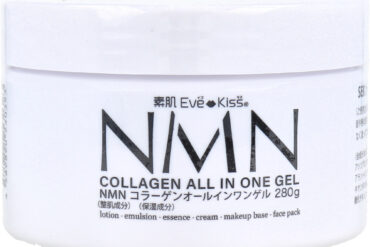 素肌 Eve Kiss®
NMN
COLLAGEN ALL IN ONE GEL
NMN コラーゲンオールインワンゲル 280g
(整肌成分) (保湿成分)
lotion · emulsion · essence · cream · makeup base · face pack